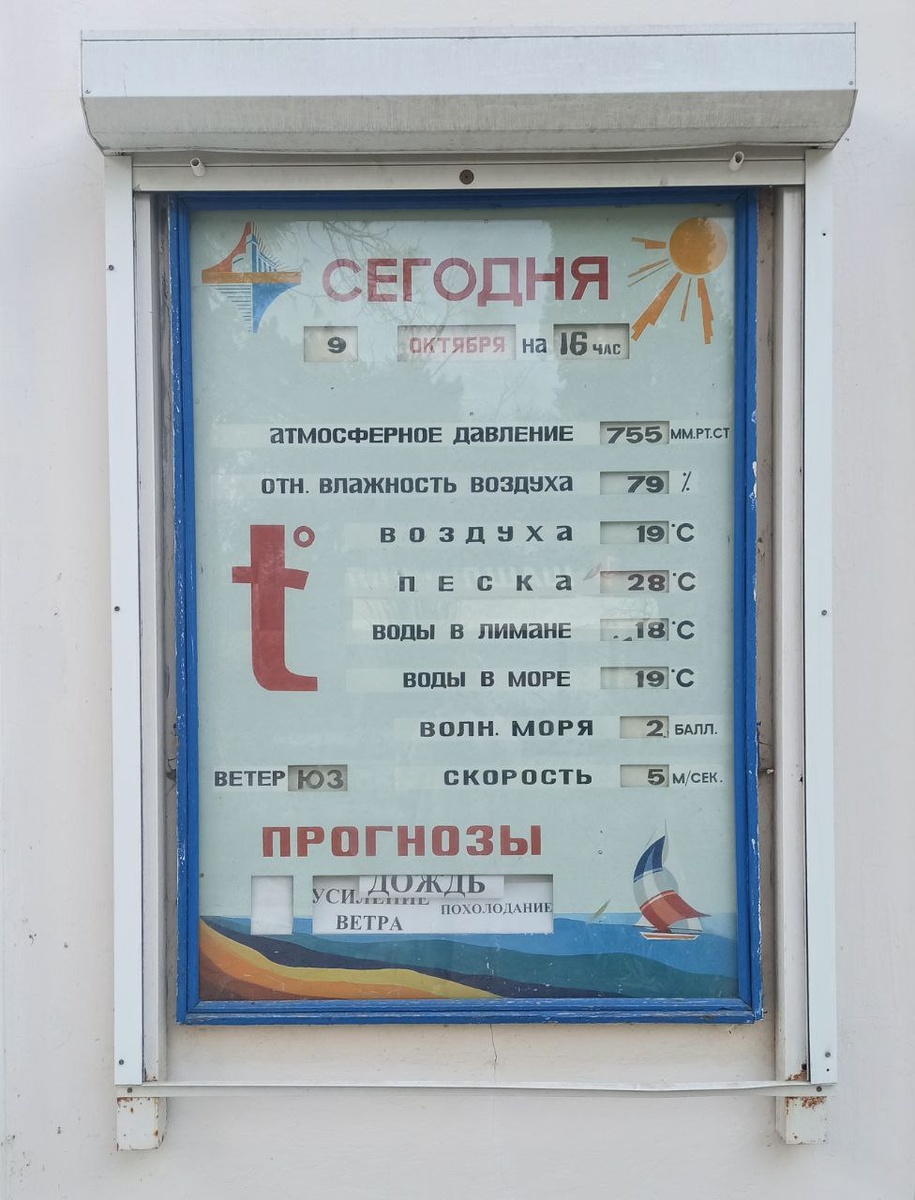 СЕГОДНЯ
9 ОКТЯБРЯ на 16 ЧАС
АТМОСФЕРНОЕ ДАВЛЕНИЕ 755 ММ.РТ.СТ
ОТН. ВЛАЖНОСТЬ ВОЗДУХА 79 %
t°
ВОЗДУХА 19 °С
ПЕСКА 28 °С
ВОДЫ В ЛИМАНЕ 18 °С
ВОДЫ В МОРЕ 19 °С
ВОЛН. МОРЯ 2 БАЛЛ.
ВЕТЕР ЮЗ СКОРОСТЬ 5 М/СЕК.
ПРОГНОЗЫ
ДОЖДЬ
УСИЛЕНИЕ ВЕТРА
ПОХОЛОДАНИЕ